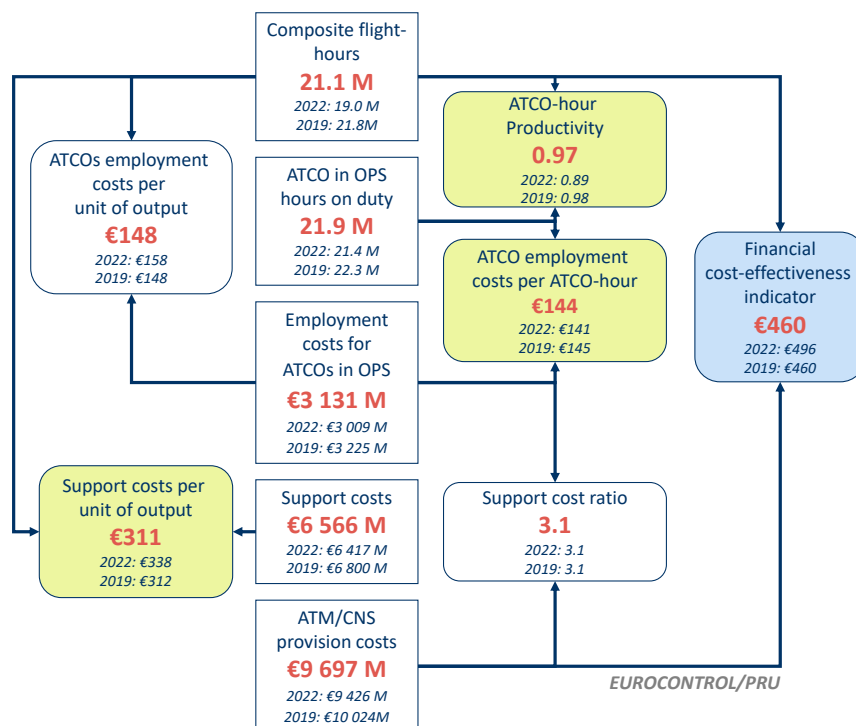 Composite flight-
hours
21.1 M
2022: 19.0 M
2019: 21.8M
ATCO-hour
Productivity
0.97
2022: 0.89
2019: 0.98
ATCOs employment
costs per
unit of output
€148
2022: €158
2019: €148
ATCO in OPS
hours on duty
21.9 M
2022: 21.4 M
2019: 22.3 M
ATCO employment
costs per ATCO-hour
€144
2022: €141
2019: €145
Financial
cost-effectiveness
indicator
€460
2022: €496
2019: €460
Employment
costs for
ATCOs in OPS
€3 131 M
2022: €3 009 M
2019: €3 225 M
Support costs per
unit of output
€311
2022: €338
2019: €312
Support costs
€6 566 M
2022: €6 417 M
2019: €6 800 M
Support cost ratio
3.1
2022: 3.1
2019: 3.1
ATM/CNS
provision costs
€9 697 M
2022: €9 426 M
2019: €10 024M
EUROCONTROL/PRU